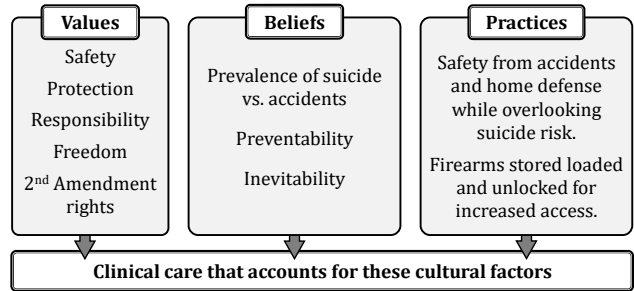 Values
Safety
Protection
Responsibility
Freedom
2nd Amendment
rights
Beliefs
Prevalence of suicide
vs. accidents
Preventability
Inevitability
Practices
Safety from accidents
and home defense
while overlooking
suicide risk.
Firearms stored loaded
and unlocked for
increased access.
Clinical care that accounts for these cultural factors